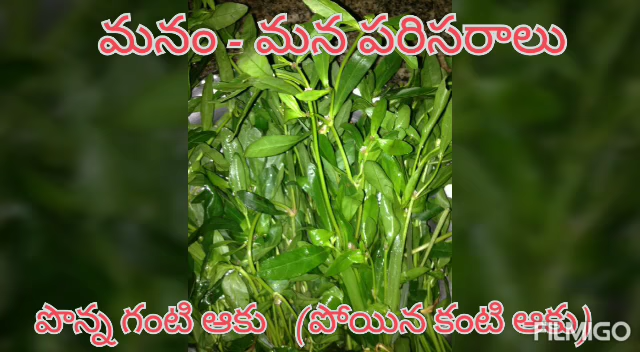 మనం - మన పరిసరాలు
పొన్న గంటి ఆకు (పోయిన కంటి ఆకు)
FILMIGO